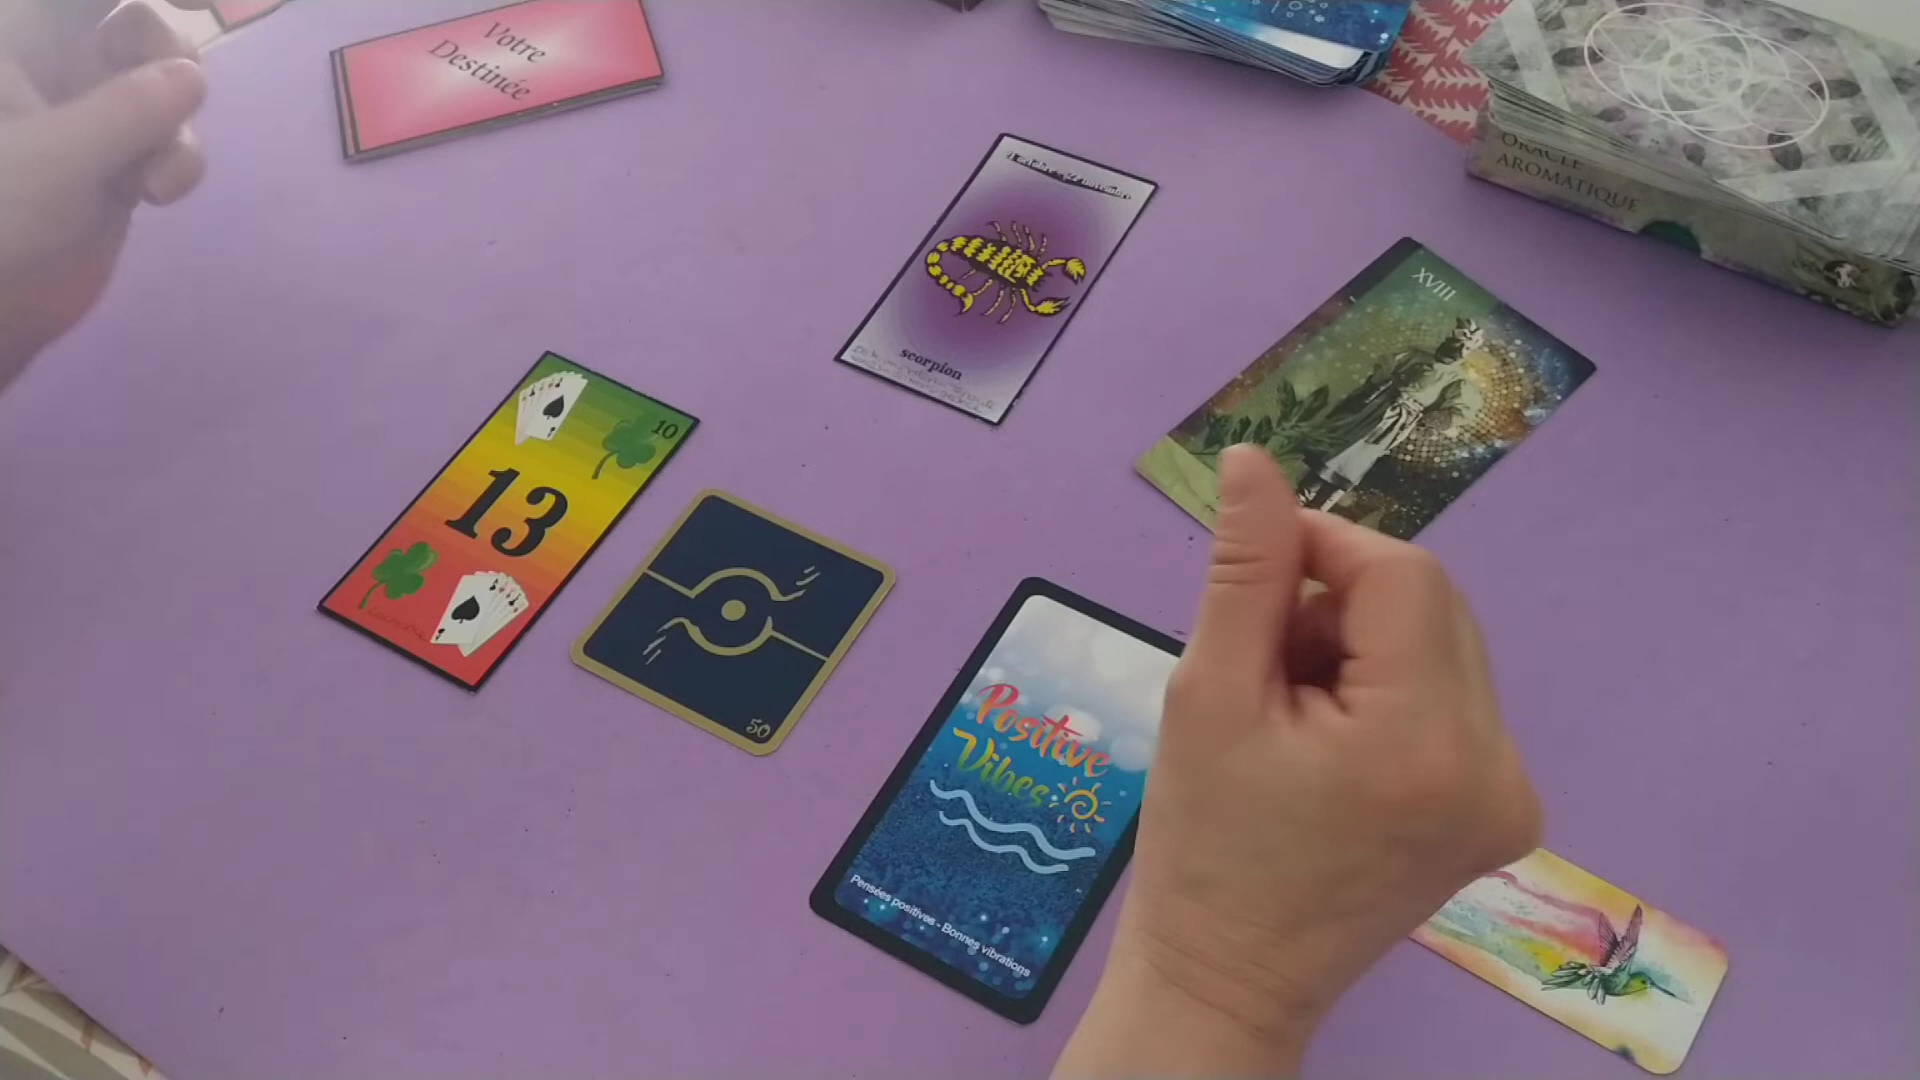 Votre
Destinée
ORACLE
AROMATIQUE
scorpion
XVIII
10
13
50
Positive
Vibes
Pensées positives - Bonnes vibrations